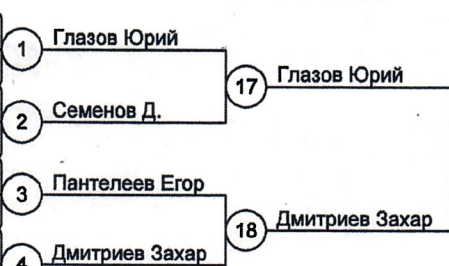 1 Глазов Юрий
17 Глазов Юрий
2 Семенов Д.
3 Пантелеев Егор
18 Дмитриев Захар
4 Дмитриев Захар